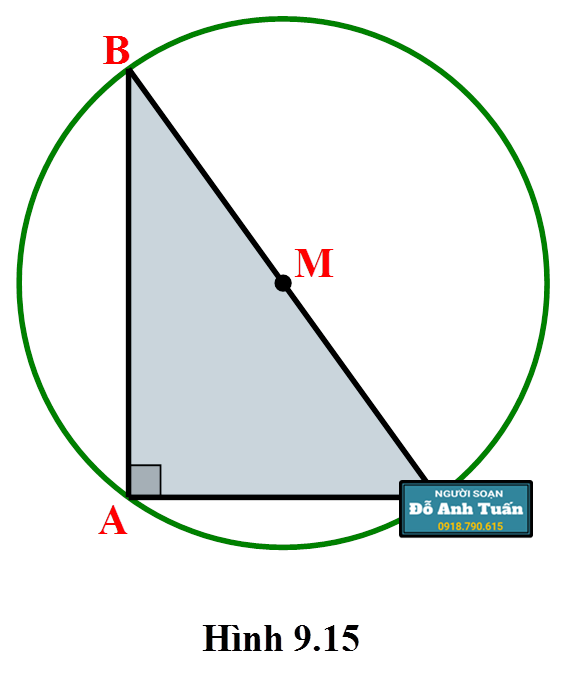 B
M
A
NGƯỜI SOẠN
Đỗ Anh Tuấn
0918.790.615
Hình 9.15